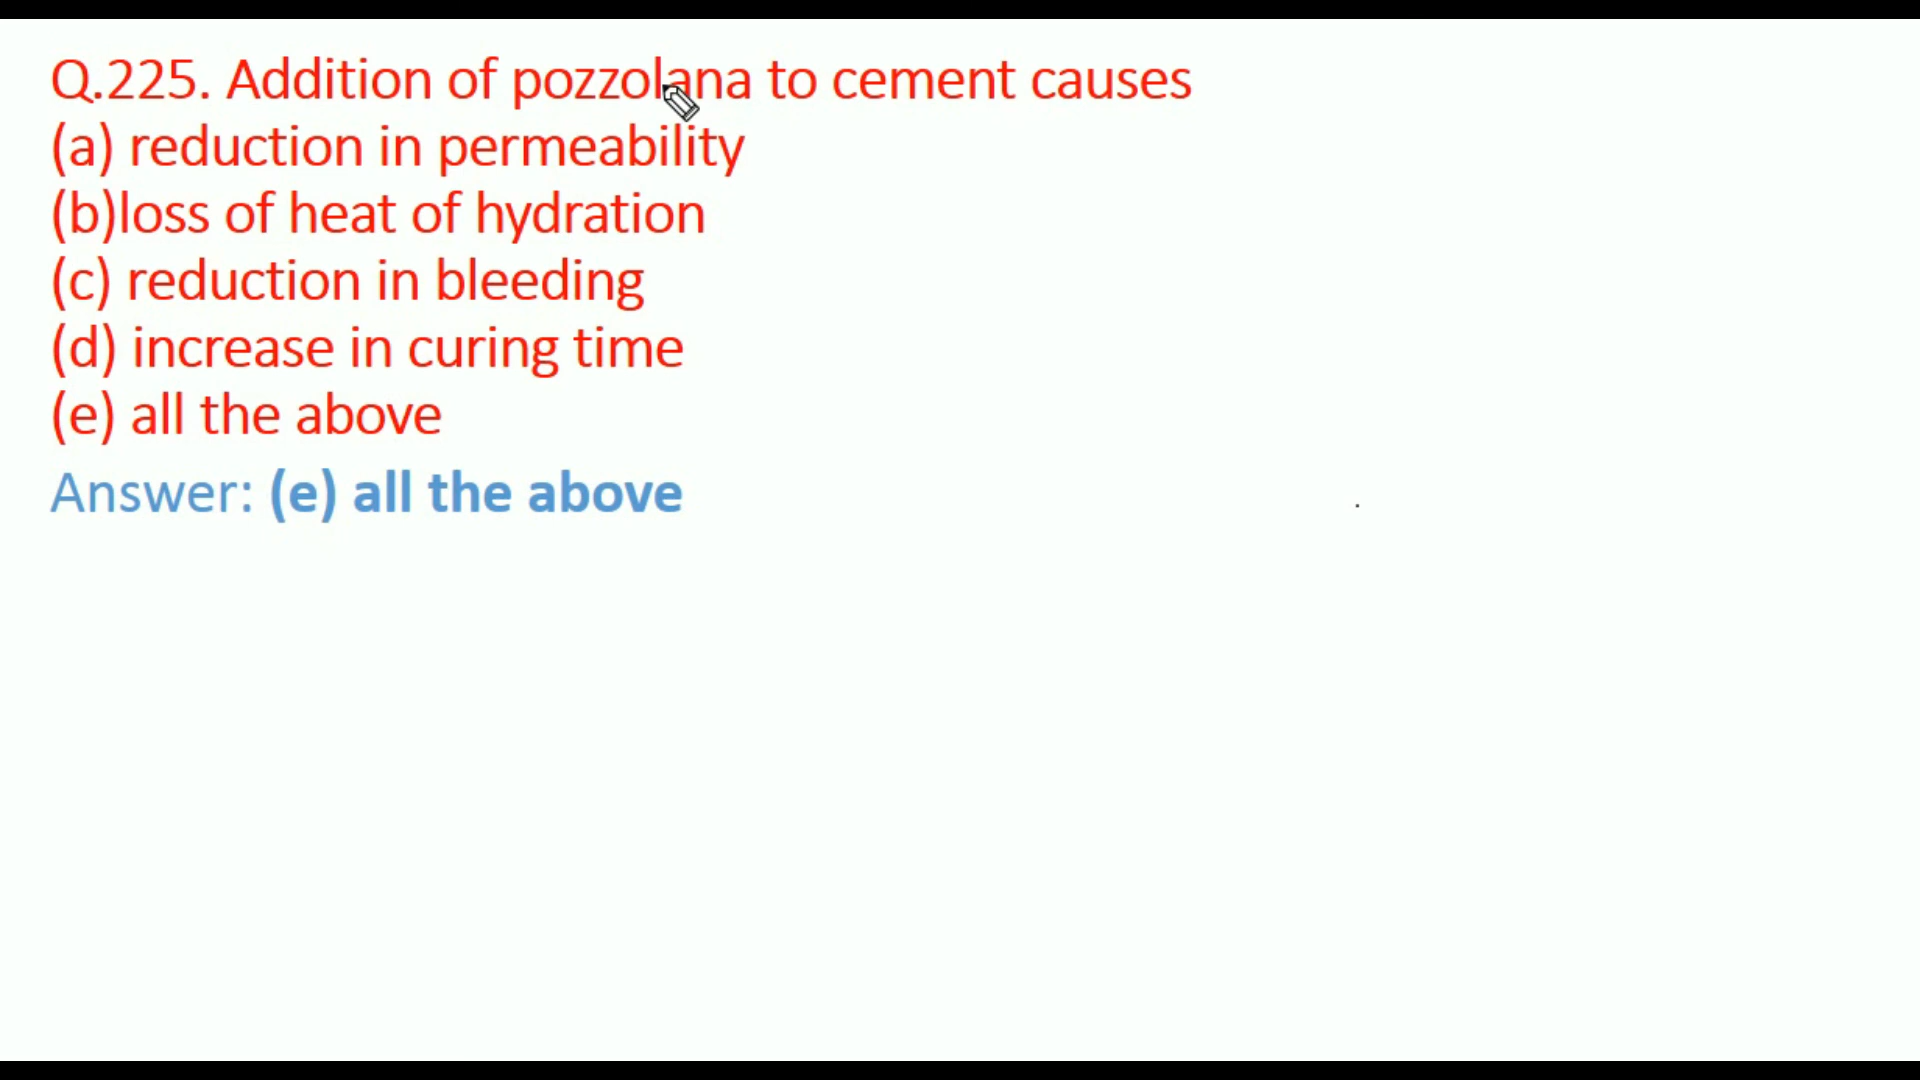 Q.225. Addition of pozzolana to cement causes
(a) reduction in permeability
(b)loss of heat of hydration
(c) reduction in bleeding
(d) increase in curing time
(e) all the above
Answer: (e) all the above